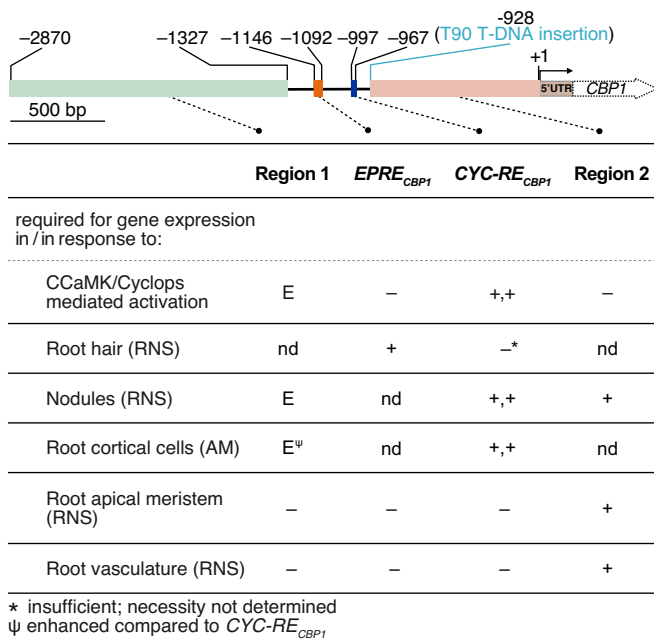 -928
−2870 −1327 −1146 −1092 −997 −967 (T90 T-DNA insertion)
+1
5'UTR CBP1
500 bp
Region 1 EPRE_CBP1 CYC-RE_CBP1 Region 2
required for gene expression
in / in response to:
CCaMK/Cyclops
mediated activation E − +,+ −
Root hair (RNS) nd + −* nd
Nodules (RNS) E nd +,+ +
Root cortical cells (AM) Eψ nd +,+ nd
Root apical meristem
(RNS) − − − +
Root vasculature (RNS) − − − +
* insufficient; necessity not determined
ψ enhanced compared to CYC-RE_CBP1